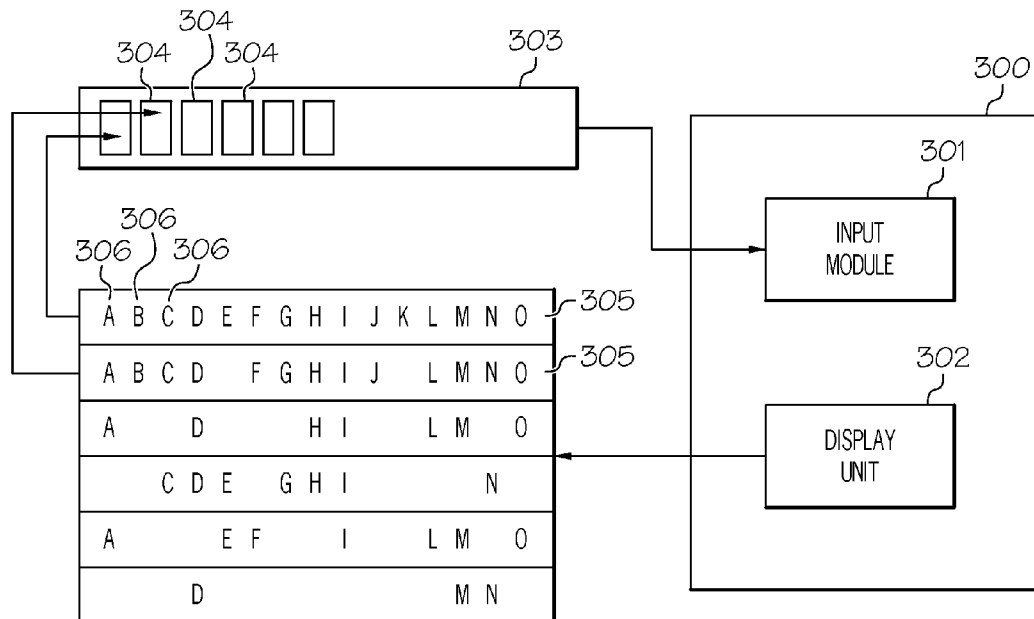 304
304
304
303
300
301
INPUT
MODULE
306
306
306
A B C D E F G H I J K L M N O
305
A B C D F G H I J L M N O
305
302
A D H I L M O
DISPLAY
UNIT
C D E G H I N
A E F I L M O
D M N